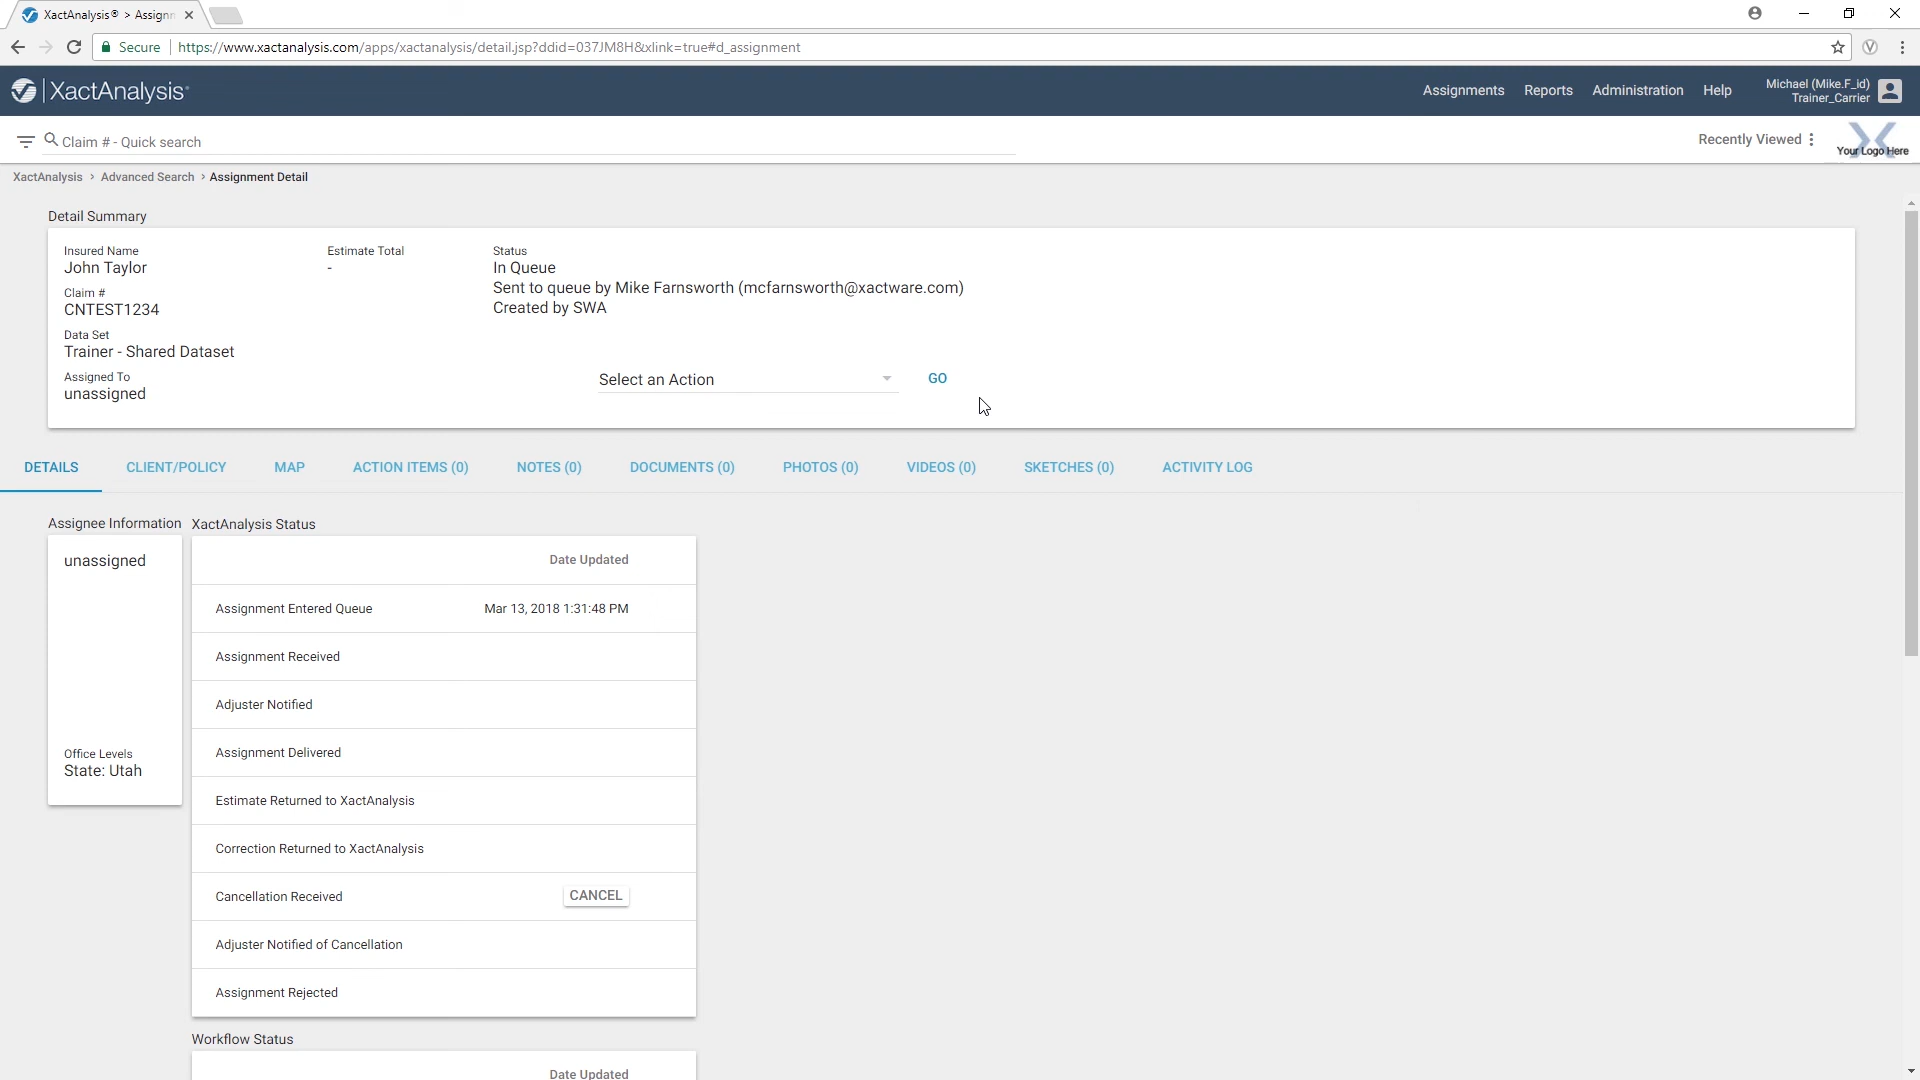 XactAnalysis® > Assignn
Secure
https://www.xactanalysis.com/apps/xactanalysis/detail.jsp?ddid=037JM8H&xlink=true#d_assignment
XactAnalysis®
Assignments Reports Administration Help
Michael (Mike.F_id)
Trainer_Carrier
Claim # - Quick search
Recently Viewed
Your Logo Here
XactAnalysis > Advanced Search > Assignment Detail
Detail Summary
Insured Name Estimate Total Status
John Taylor - In Queue
Sent to queue by Mike Farnsworth (mcfarnsworth@xactware.com)
Claim #
CNTEST1234 Created by SWA
Data Set
Trainer - Shared Dataset
Assigned To
unassigned
Select an Action GO
DETAILS CLIENT/POLICY MAP ACTION ITEMS (0) NOTES (0) DOCUMENTS (0) PHOTOS (0) VIDEOS (0) SKETCHES (0) ACTIVITY LOG
Assignee Information XactAnalysis Status
unassigned
Office Levels
State: Utah
Date Updated
Assignment Entered Queue Mar 13, 2018 1:31:48 PM
Assignment Received
Adjuster Notified
Assignment Delivered
Estimate Returned to XactAnalysis
Correction Returned to XactAnalysis
Cancellation Received CANCEL
Adjuster Notified of Cancellation
Assignment Rejected
Workflow Status
Date Updated